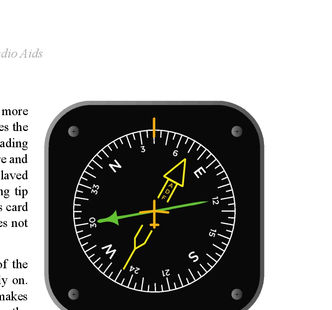 dio Aids
more
es the
ading
e and
laved
ng tip
s card
es not
of the
y on.
makes
3
6
E
12
15
S
21
24
W
30
33
N
ADF